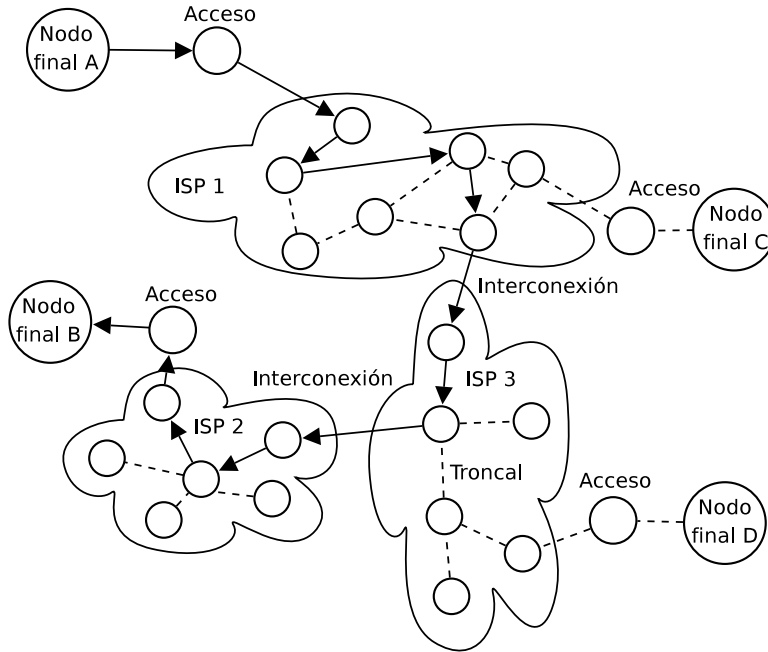 Acceso
Nodo
final A
ISP 1
Acceso
Nodo
final C
Interconexión
Acceso
Nodo
final B
Interconexión
ISP 3
ISP 2
Troncal
Acceso
Nodo
final D